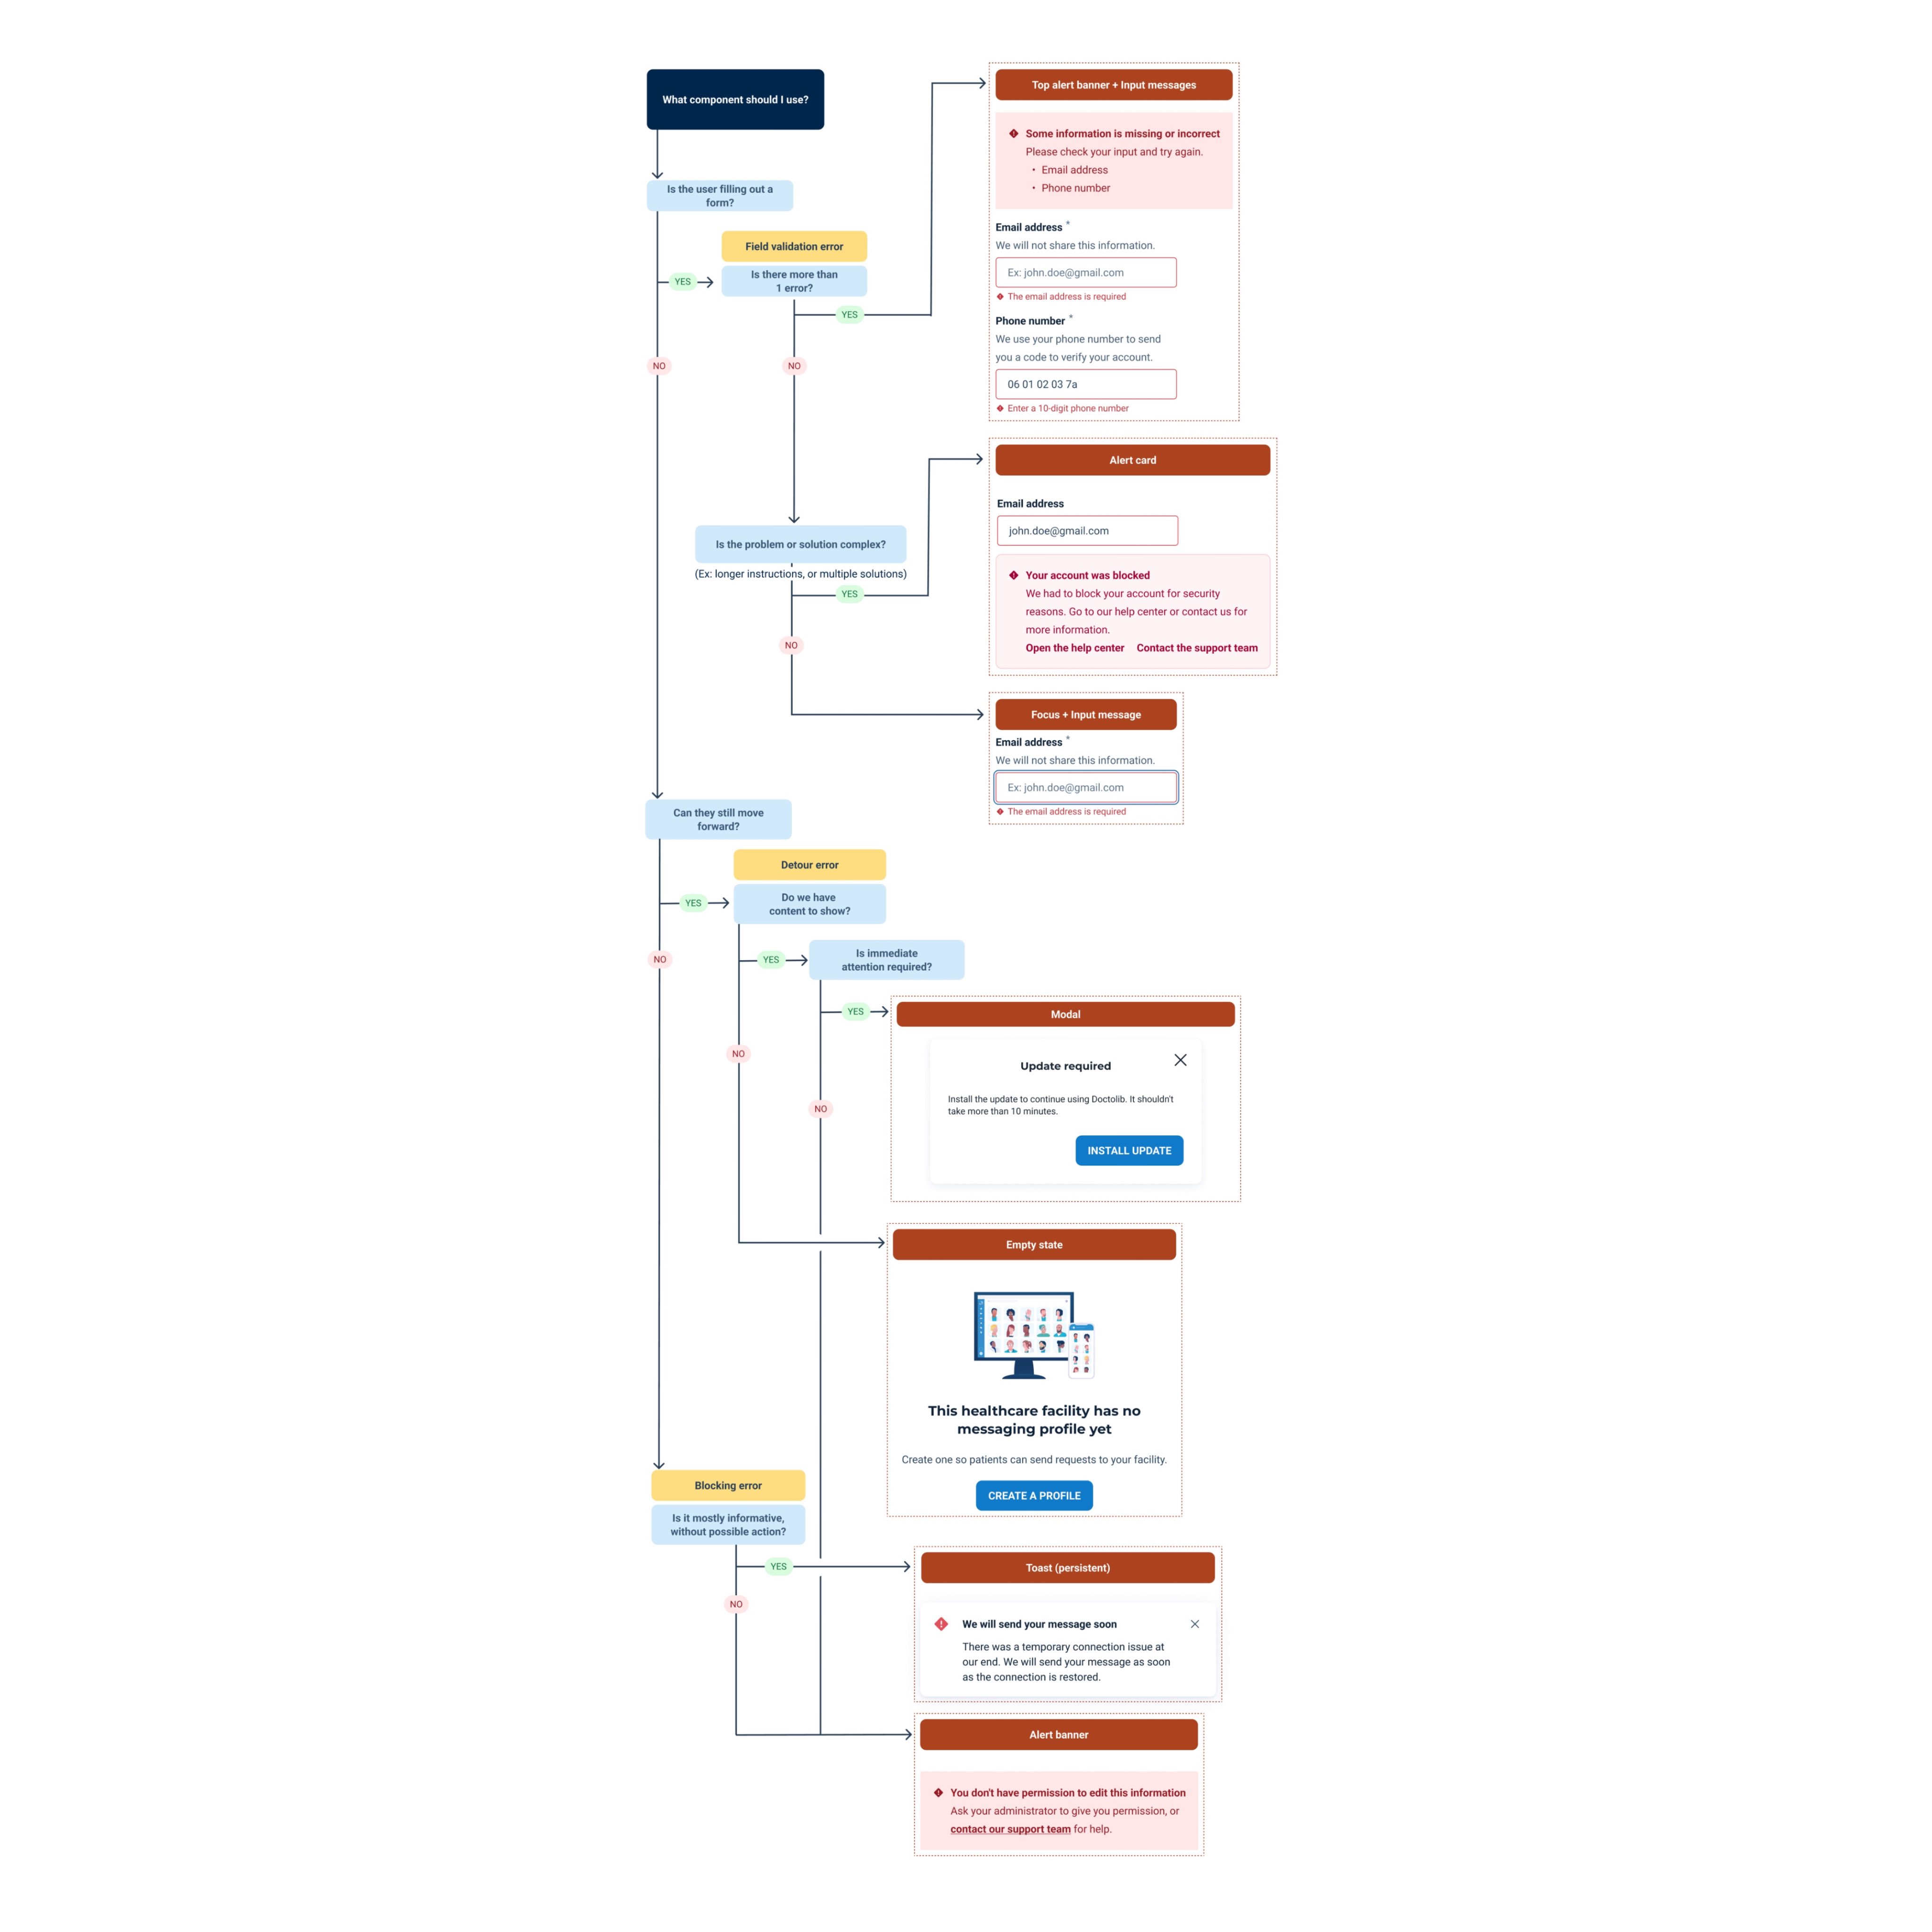 What component should I use?
Is the user filling out a
form?
Field validation error
Is there more than
1 error?
YES
YES
NO
NO
Top alert banner + Input messages
Some information is missing or incorrect
Please check your input and try again.
• Email address
• Phone number
Email address *
We will not share this information.
Ex: john.doe@gmail.com
The email address is required
Phone number *
We use your phone number to send
you a code to verify your account.
06 01 02 03 7a
Enter a 10-digit phone number
Is the problem or solution complex?
(Ex: longer instructions, or multiple solutions)
YES
NO
Alert card
Email address
john.doe@gmail.com
Your account was blocked
We had to block your account for security
reasons. Go to our help center or contact us for
more information.
Open the help center Contact the support team
Focus + Input message
Email address *
We will not share this information.
Ex: john.doe@gmail.com
The email address is required
Can they still move
forward?
Detour error
Do we have
content to show?
YES
NO
Is immediate
attention required?
YES
YES
NO
NO
Modal
Update required
Install the update to continue using Doctolib. It shouldn't
take more than 10 minutes.
INSTALL UPDATE
Empty state
This healthcare facility has no
messaging profile yet
Create one so patients can send requests to your facility.
CREATE A PROFILE
Blocking error
Is it mostly informative,
without possible action?
YES
NO
Toast (persistent)
We will send your message soon
There was a temporary connection issue at
our end. We will send your message as soon
as the connection is restored.
Alert banner
You don't have permission to edit this information
Ask your administrator to give you permission, or
contact our support team for help.